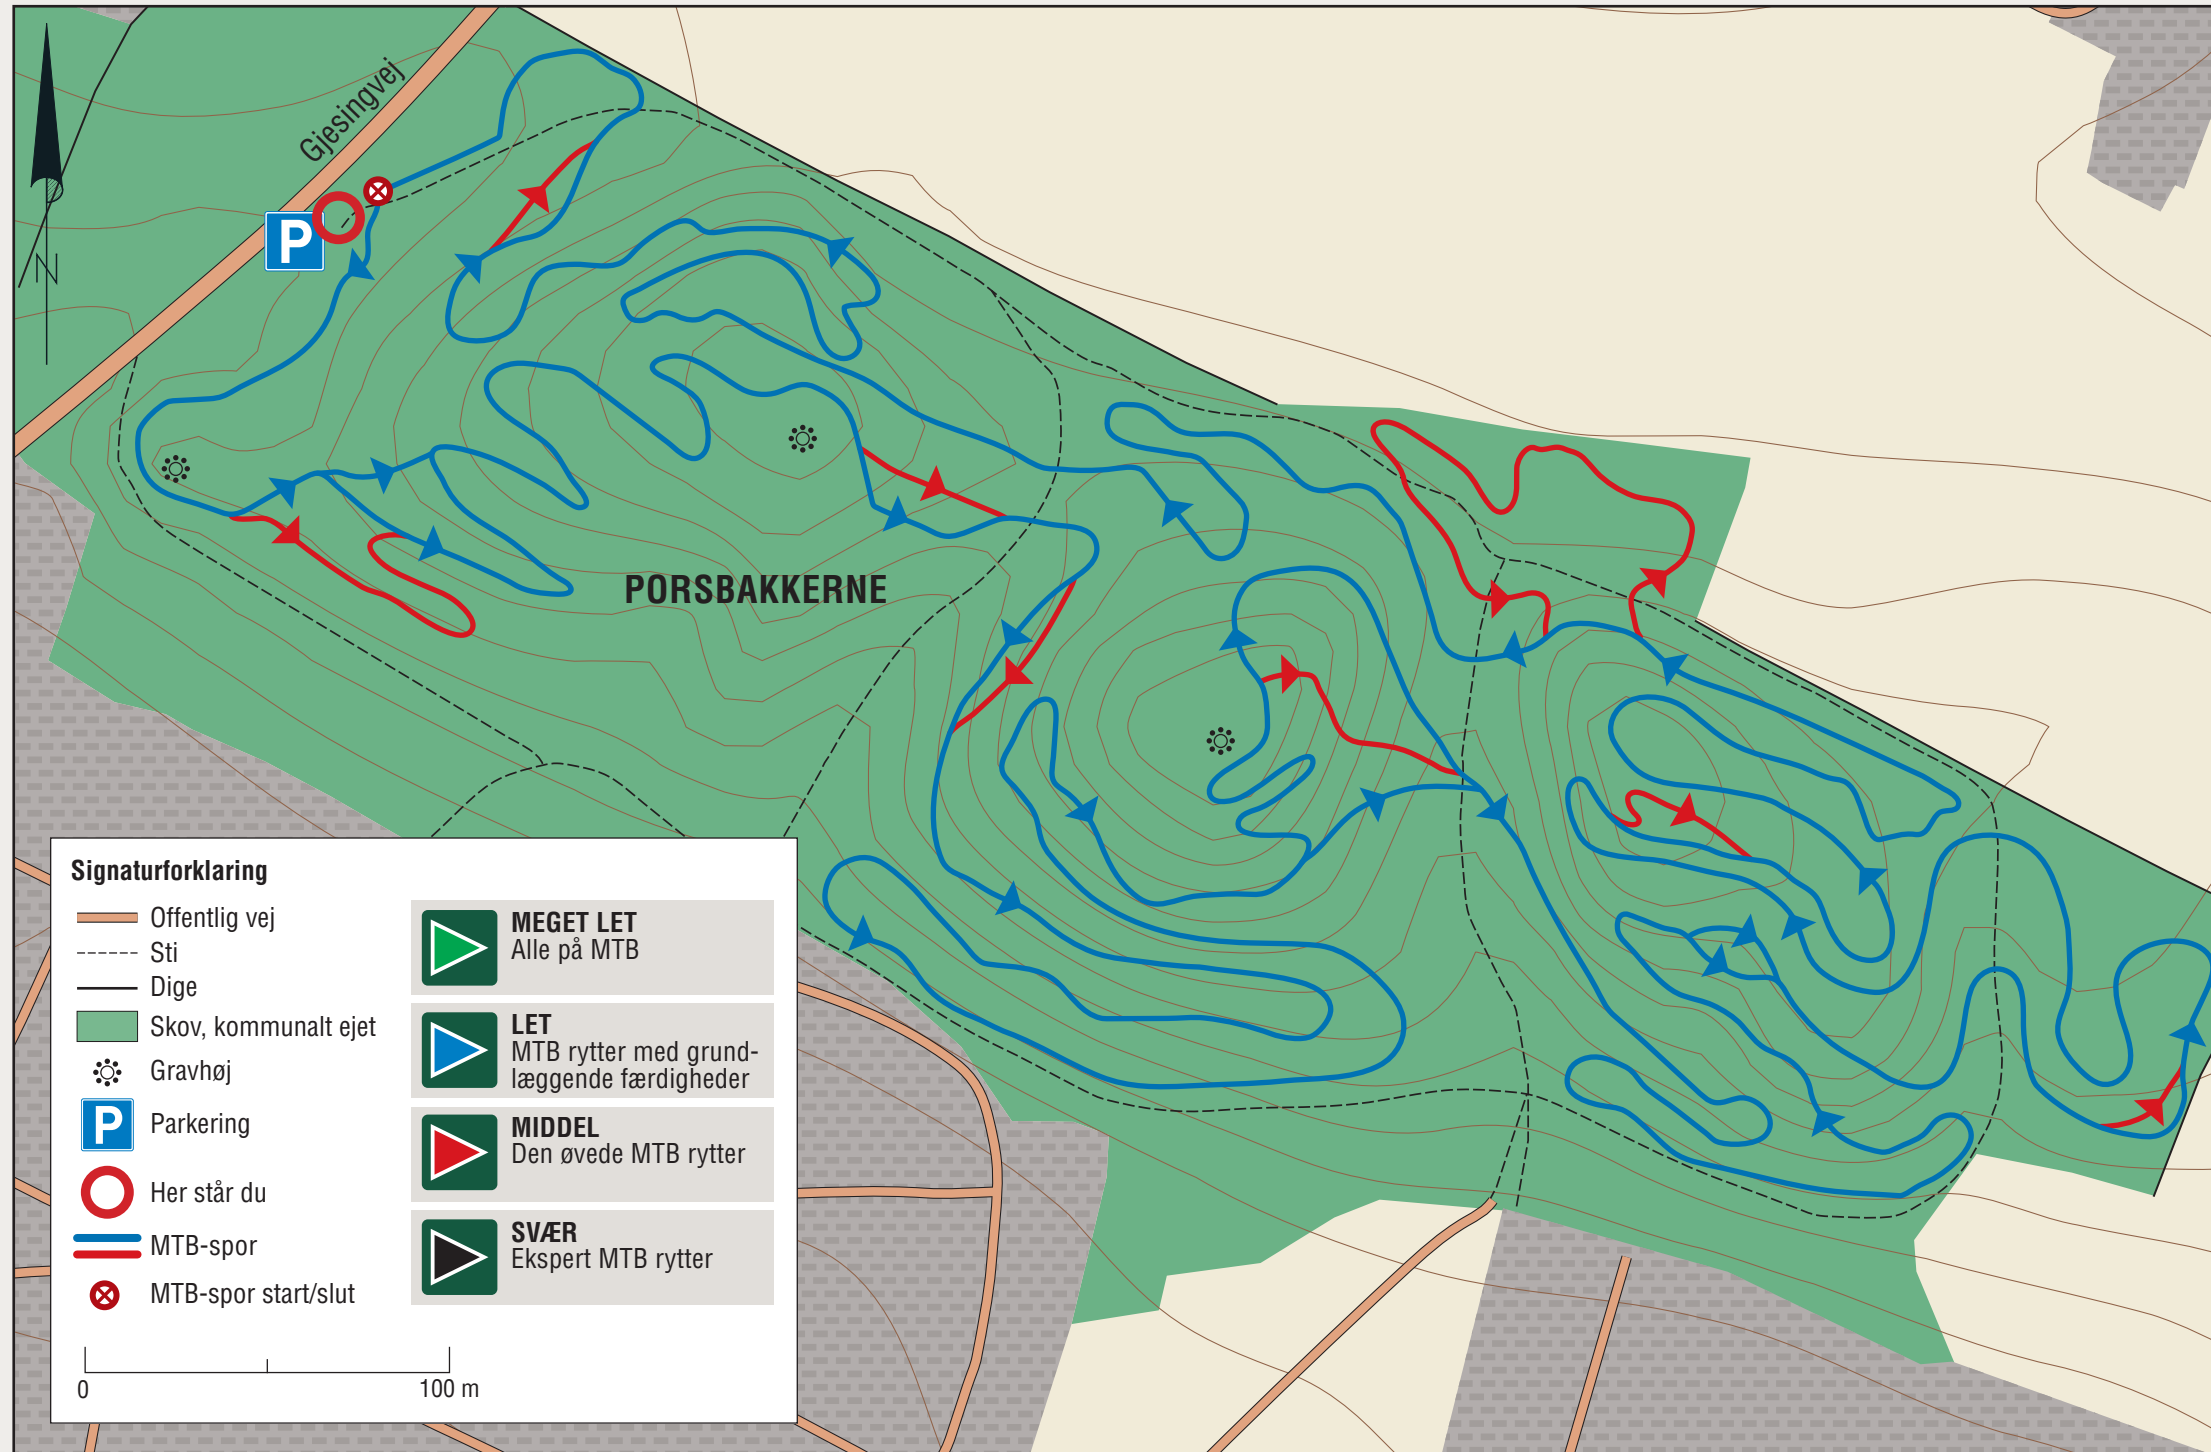 Gjesingvej
P
N
PORSBAKKERNE
Signaturforklaring
Offentlig vej
Sti
Dige
Skov, kommunalt ejet
Gravhøj
P
Parkering
Her står du
MTB-spor
MTB-spor start/slut
0
100 m
MEGET LET
Alle på MTB
LET
MTB rytter med grund-
læggende færdigheder
MIDDEL
Den øvede MTB rytter
SVÆR
Ekspert MTB rytter